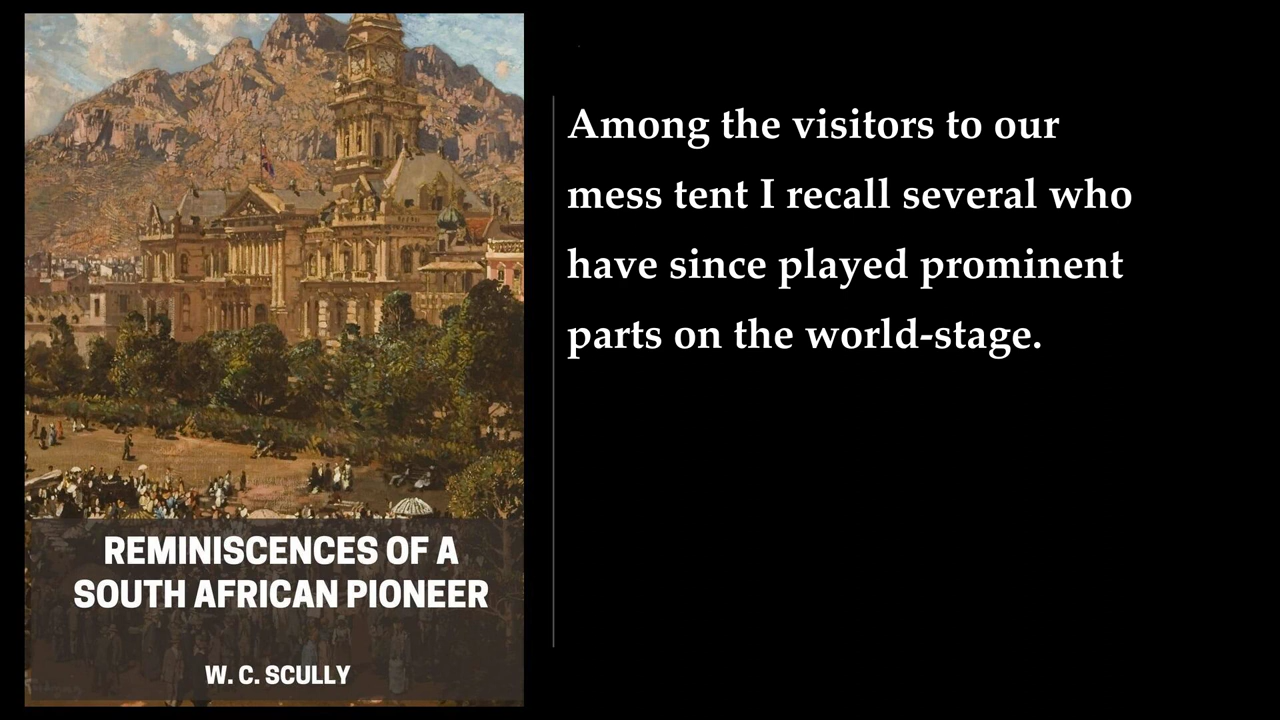 REMINISCENCES OF A
SOUTH AFRICAN PIONEER
W. C. SCULLY
Among the visitors to our
mess tent I recall several who
have since played prominent
parts on the world-stage.